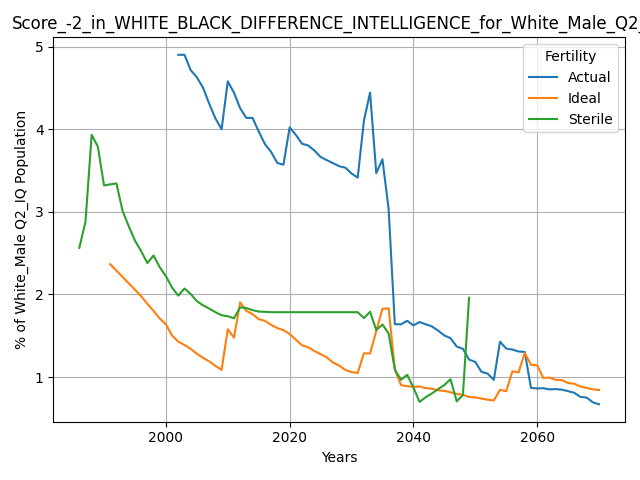 Score_-2_in_WHITE_BLACK_DIFFERENCE_INTELLIGENCE_for_White_Male_Q2_
5
4
3
2
1
% of White_Male Q2_IQ Population
Fertility
Actual
Ideal
Sterile
2000
2020
2040
2060
Years